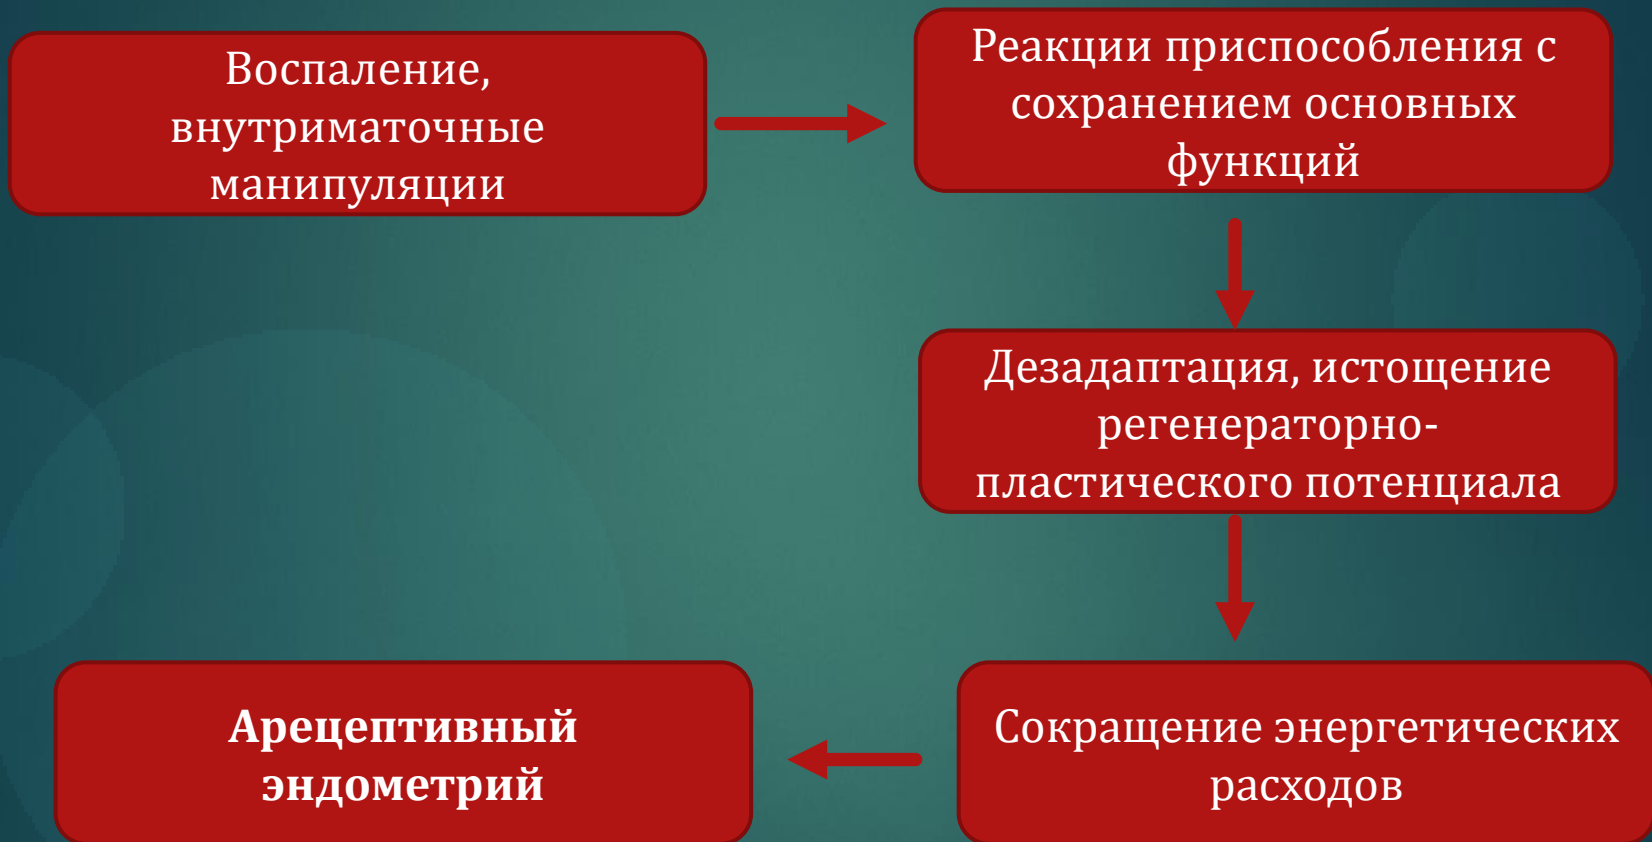 Воспаление,
внутриматочные
манипуляции
Реакции приспособления с
сохранением основных
функций
Дезадаптация, истощение
регенераторно-
пластического потенциала
Сокращение энергетических
расходов
Арецептивный
эндометрий